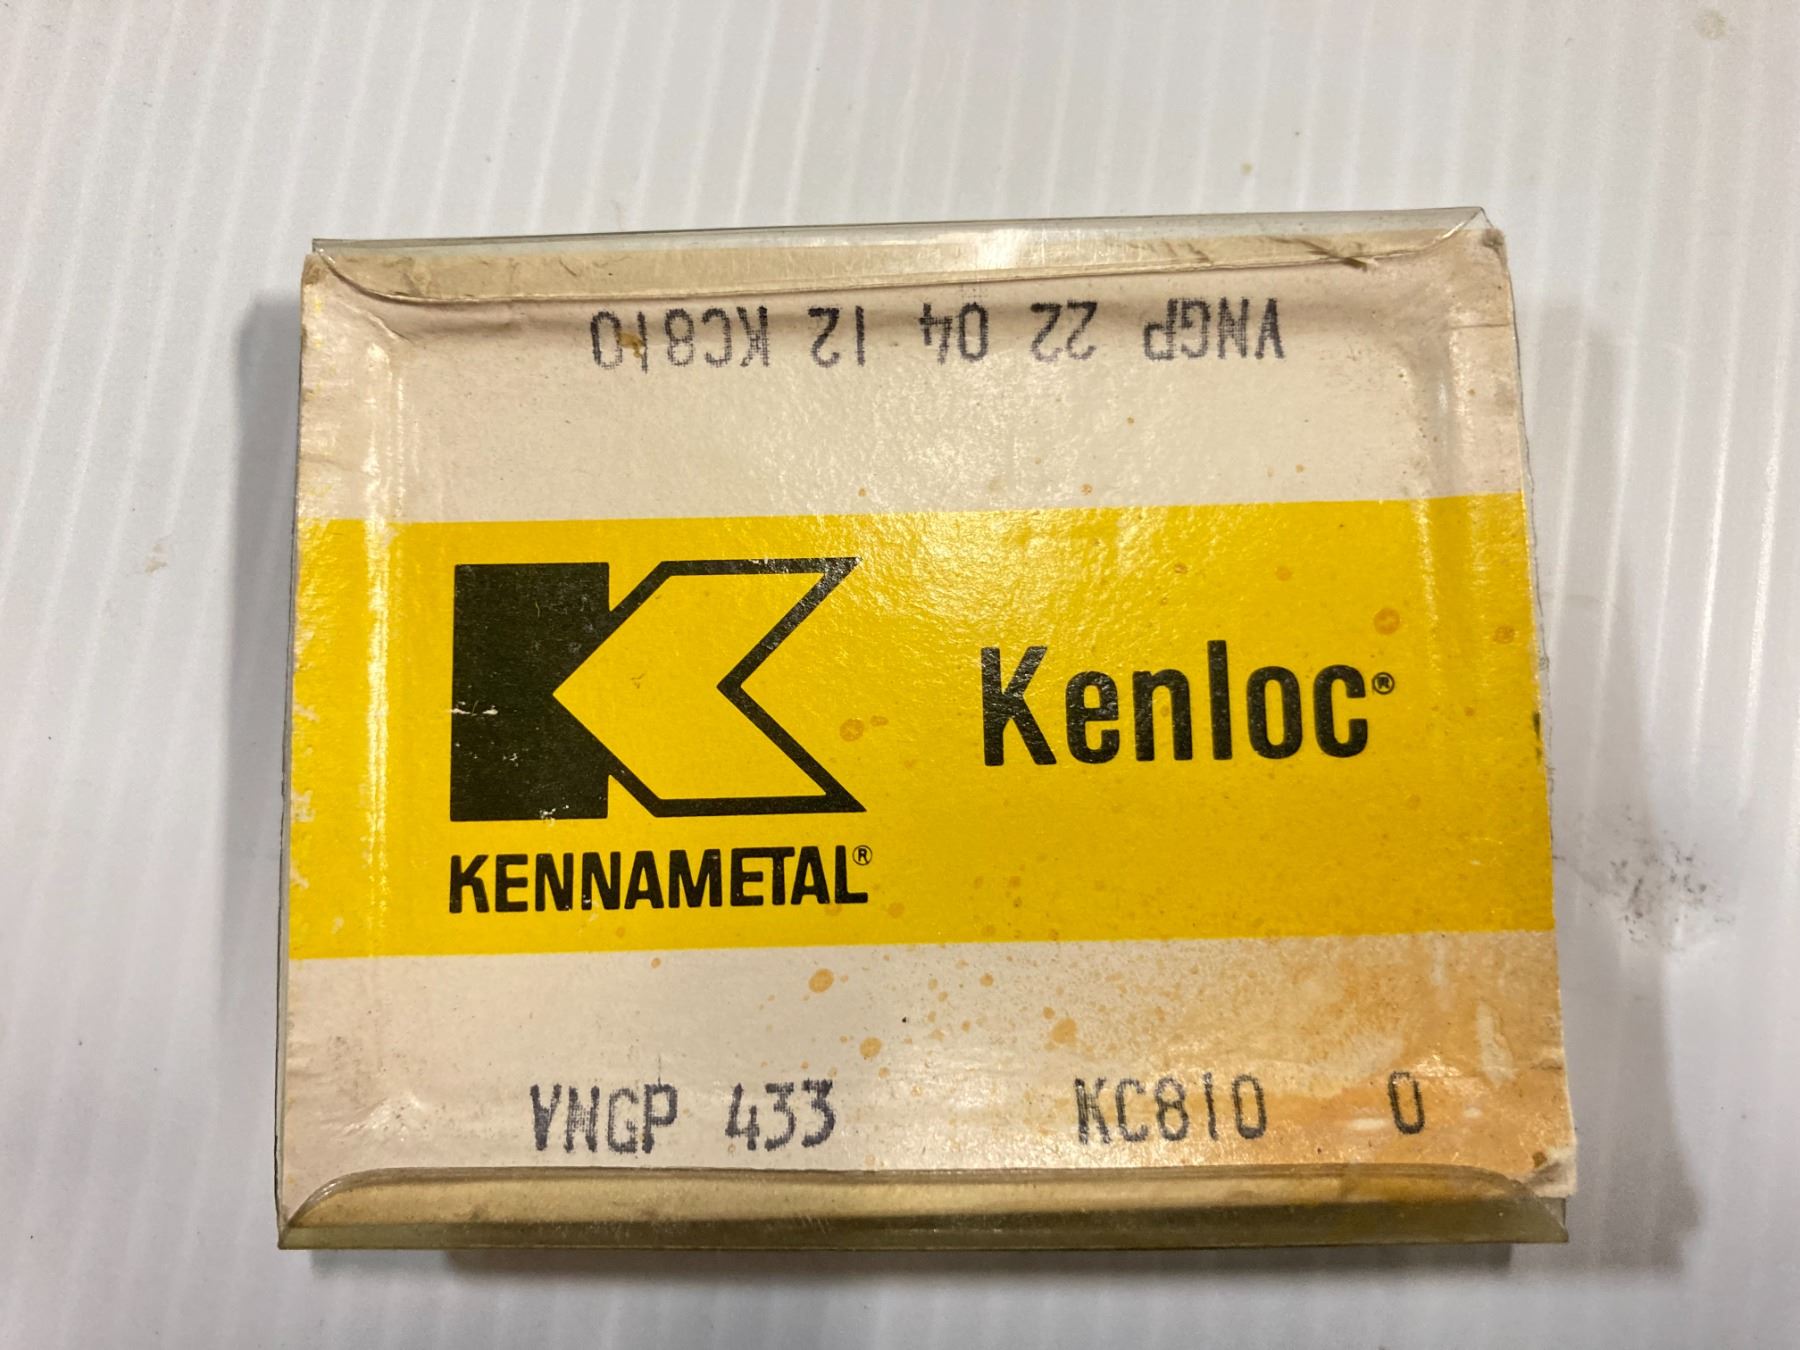 VNGP 22 04 12 KC810
Kenloc®
KENNAMETAL®
VNGP 433 KC810 0